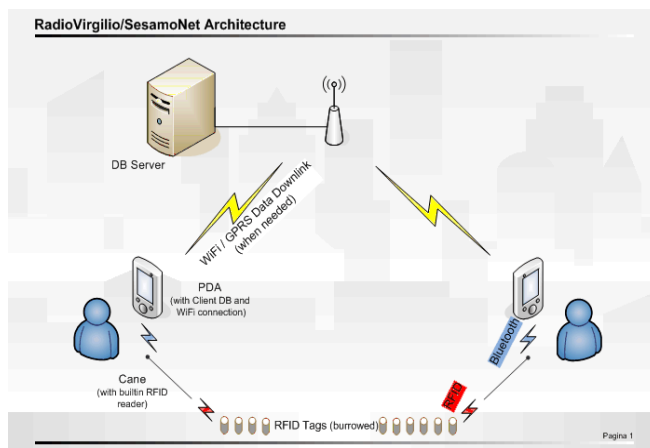 RadioVirgilio/SesamoNet Architecture
DB Server
WiFi / GPRS Data Downlink
(when needed)
PDA
(with Client DB and
WiFi connection)
Bluetooth
Cane
(with builtin RFID
reader)
RFID
RFID Tags (burrowed)
Pagina 1